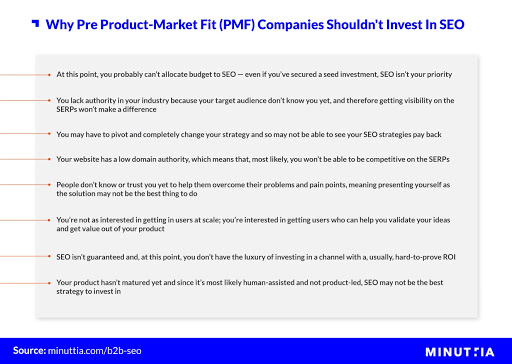 Why Pre Product-Market Fit (PMF) Companies Shouldn't Invest In SEO
At this point, you probably can't allocate budget to SEO — even if you've secured a seed investment, SEO isn't your priority
You lack authority in your industry because your target audience don't know you yet, and therefore getting visibility on the
SERPs won't make a difference
You may have to pivot and completely change your strategy and so may not be able to see your SEO strategies pay back
Your website has a low domain authority, which means that, most likely, you won't be able to be competitive on the SERPs
People don't know or trust you yet to help them overcome their problems and pain points, meaning presenting yourself as
the solution may not be the best thing to do
You're not as interested in getting in users at scale; you're interested in getting users who can help you validate your ideas
and get value out of your product
SEO isn't guaranteed and, at this point, you don't have the luxury of investing in a channel with a, usually, hard-to-prove ROI
Your product hasn't matured yet and since it's most likely human-assisted and not product-led, SEO may not be the best
strategy to invest in
Source: minuttia.com/b2b-seo
MINUTTIA